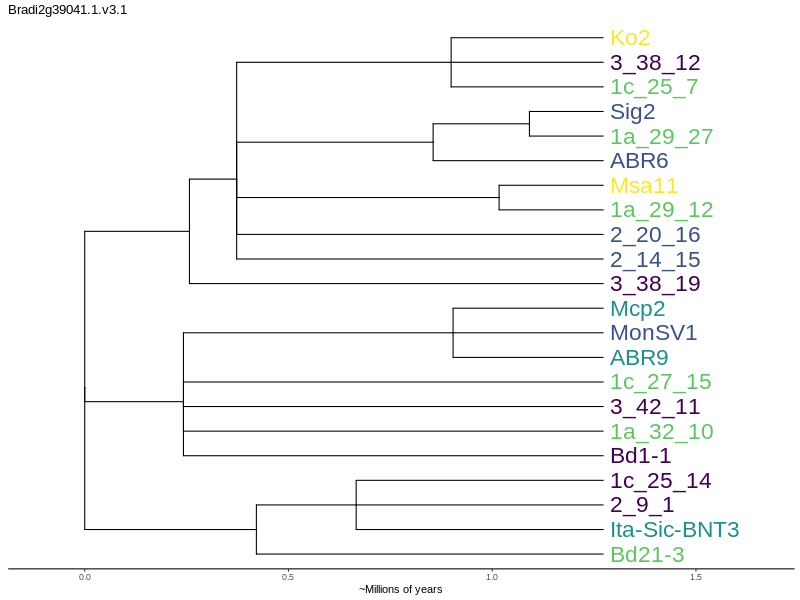 Bradi2g39041.1.v3.1
Ko2
3_38_12
1c_25_7
Sig2
1a_29_27
ABR6
Msa11
1a_29_12
2_20_16
2_14_15
3_38_19
Mcp2
MonSV1
ABR9
1c_27_15
3_42_11
1a_32_10
Bd1-1
1c_25_14
2_9_1
Ita-Sic-BNT3
Bd21-3
0.0 0.5 1.0 1.5
~Millions of years